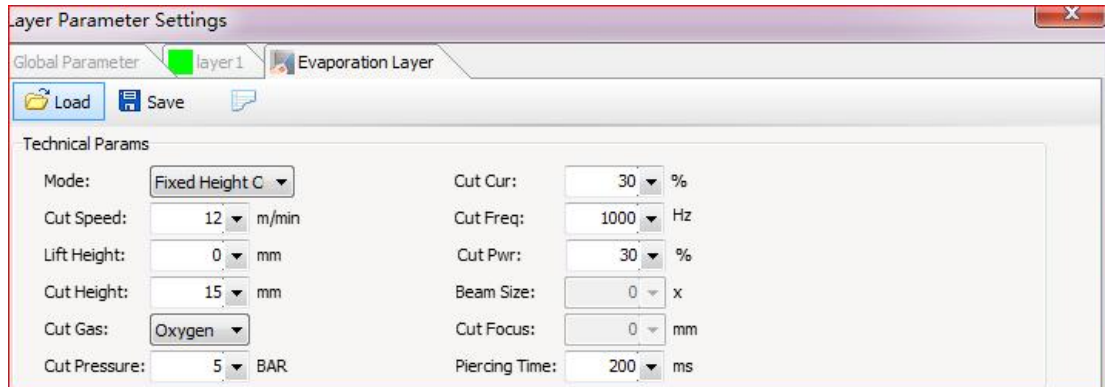 Layer Parameter Settings
Global Parameter layer1 Evaporation Layer
Load Save
Technical Params
Mode: Fixed Height C Cut Cur: 30 %
Cut Speed: 12 m/min Cut Freq: 1000 Hz
Lift Height: 0 mm Cut Pwr: 30 %
Cut Height: 15 mm Beam Size: 0 x
Cut Gas: Oxygen Cut Focus: 0 mm
Cut Pressure: 5 BAR Piercing Time: 200 ms